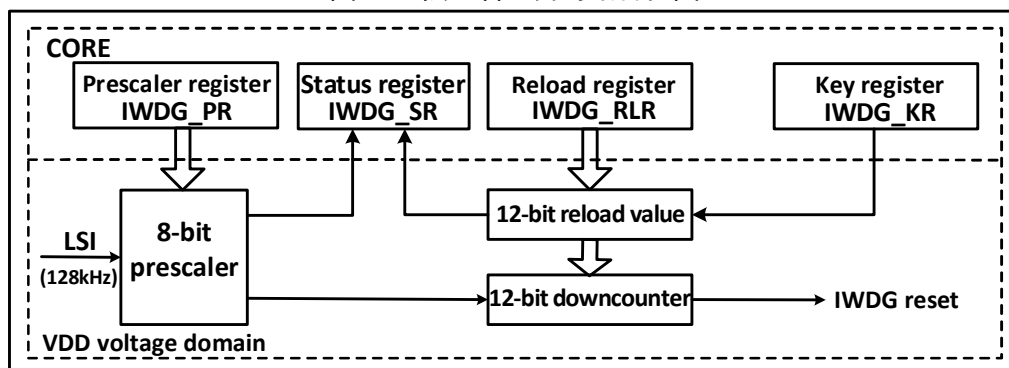 CORE
Prescaler register
IWDG_PR
Status register
IWDG_SR
Reload register
IWDG_RLR
Key register
IWDG_KR
LSI
(128kHz)
8-bit
prescaler
12-bit reload value
12-bit downcounter
IWDG reset
VDD voltage domain